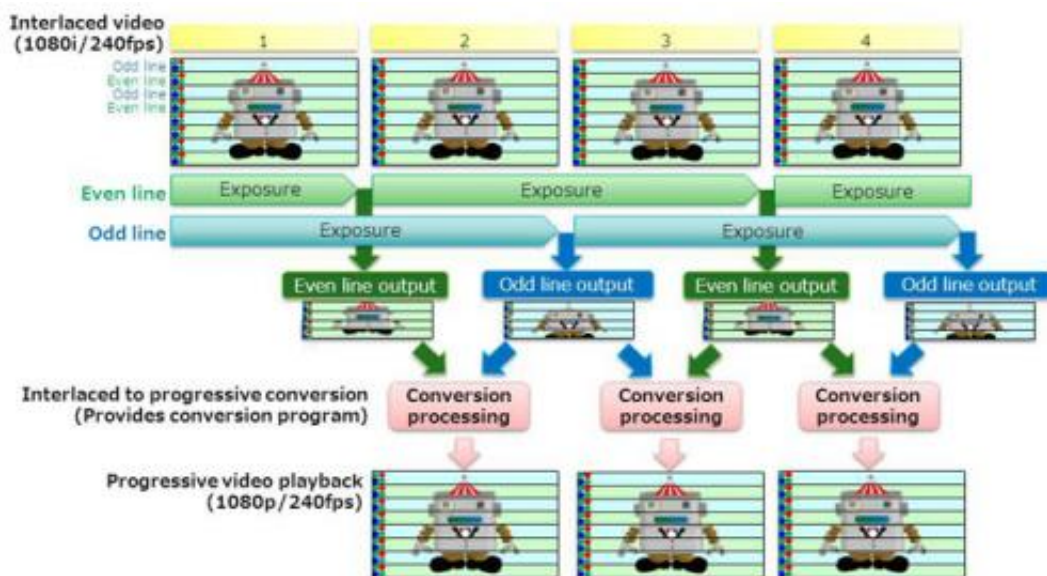 Interlaced video
(1080i/240fps)
1
2
3
4
Odd line
Even line
Odd line
Even line
Even line
Exposure
Exposure
Exposure
Odd line
Exposure
Exposure
Even line output
Odd line output
Even line output
Odd line output
Interlaced to progressive conversion
(Provides conversion program)
Conversion
processing
Conversion
processing
Conversion
processing
Progressive video playback
(1080p/240fps)